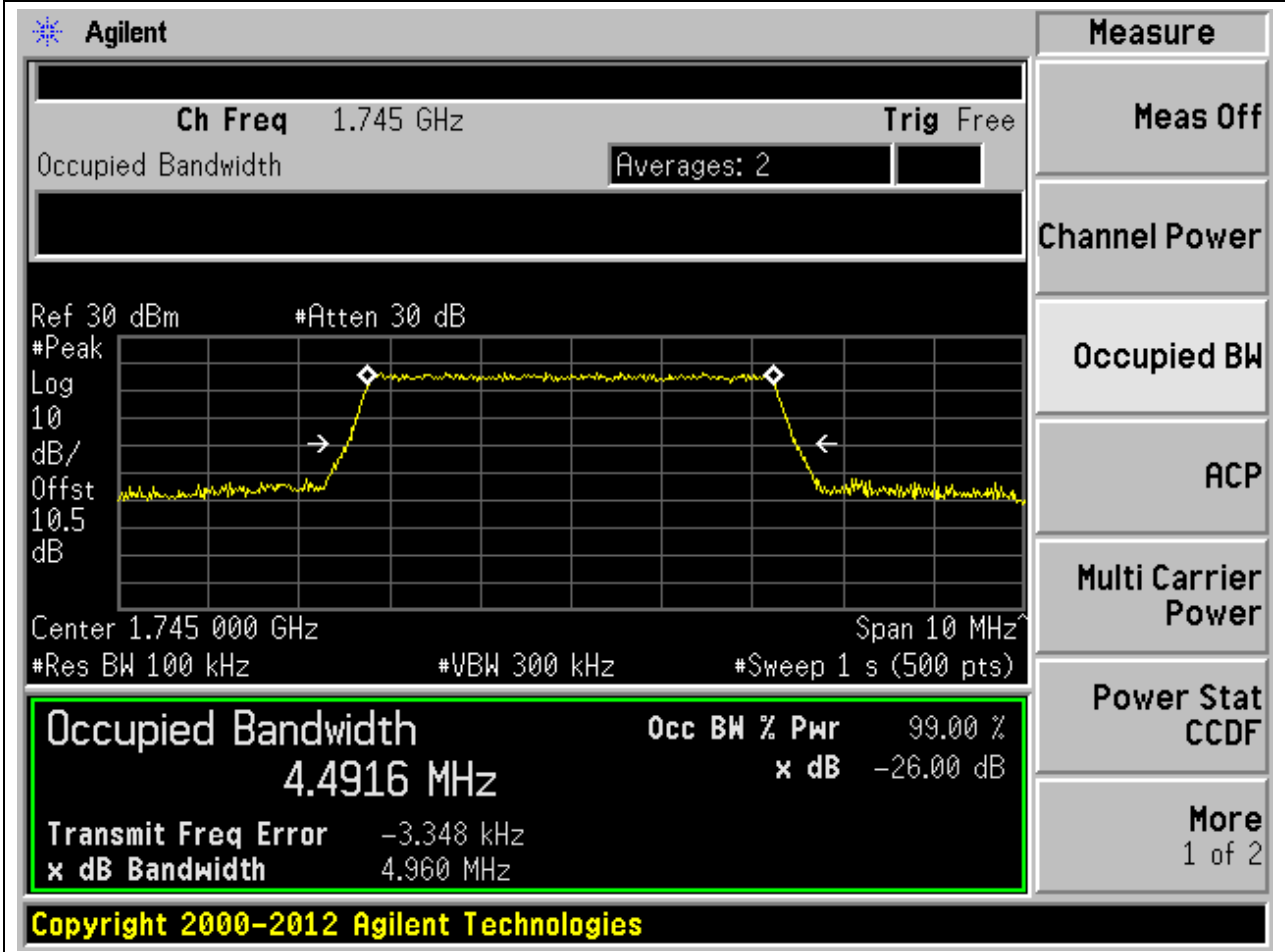 Agilent
Measure
Ch Freq 1.745 GHz Trig Free
Meas Off
Occupied Bandwidth Averages: 2
Channel Power
Ref 30 dBm #Atten 30 dB
#Peak
Log
10
dB/
Offst
10.5
dB
Occupied BW
ACP
Center 1.745 000 GHz Span 10 MHz^
#Res BW 100 kHz #VBW 300 kHz #Sweep 1 s (500 pts)
Multi Carrier
Power
Occupied Bandwidth Occ BW % Pwr 99.00 %
4.4916 MHz x dB -26.00 dB
Transmit Freq Error -3.348 kHz
x dB Bandwidth 4.960 MHz
Power Stat
CCDF
More
1 of 2
Copyright 2000-2012 Agilent Technologies